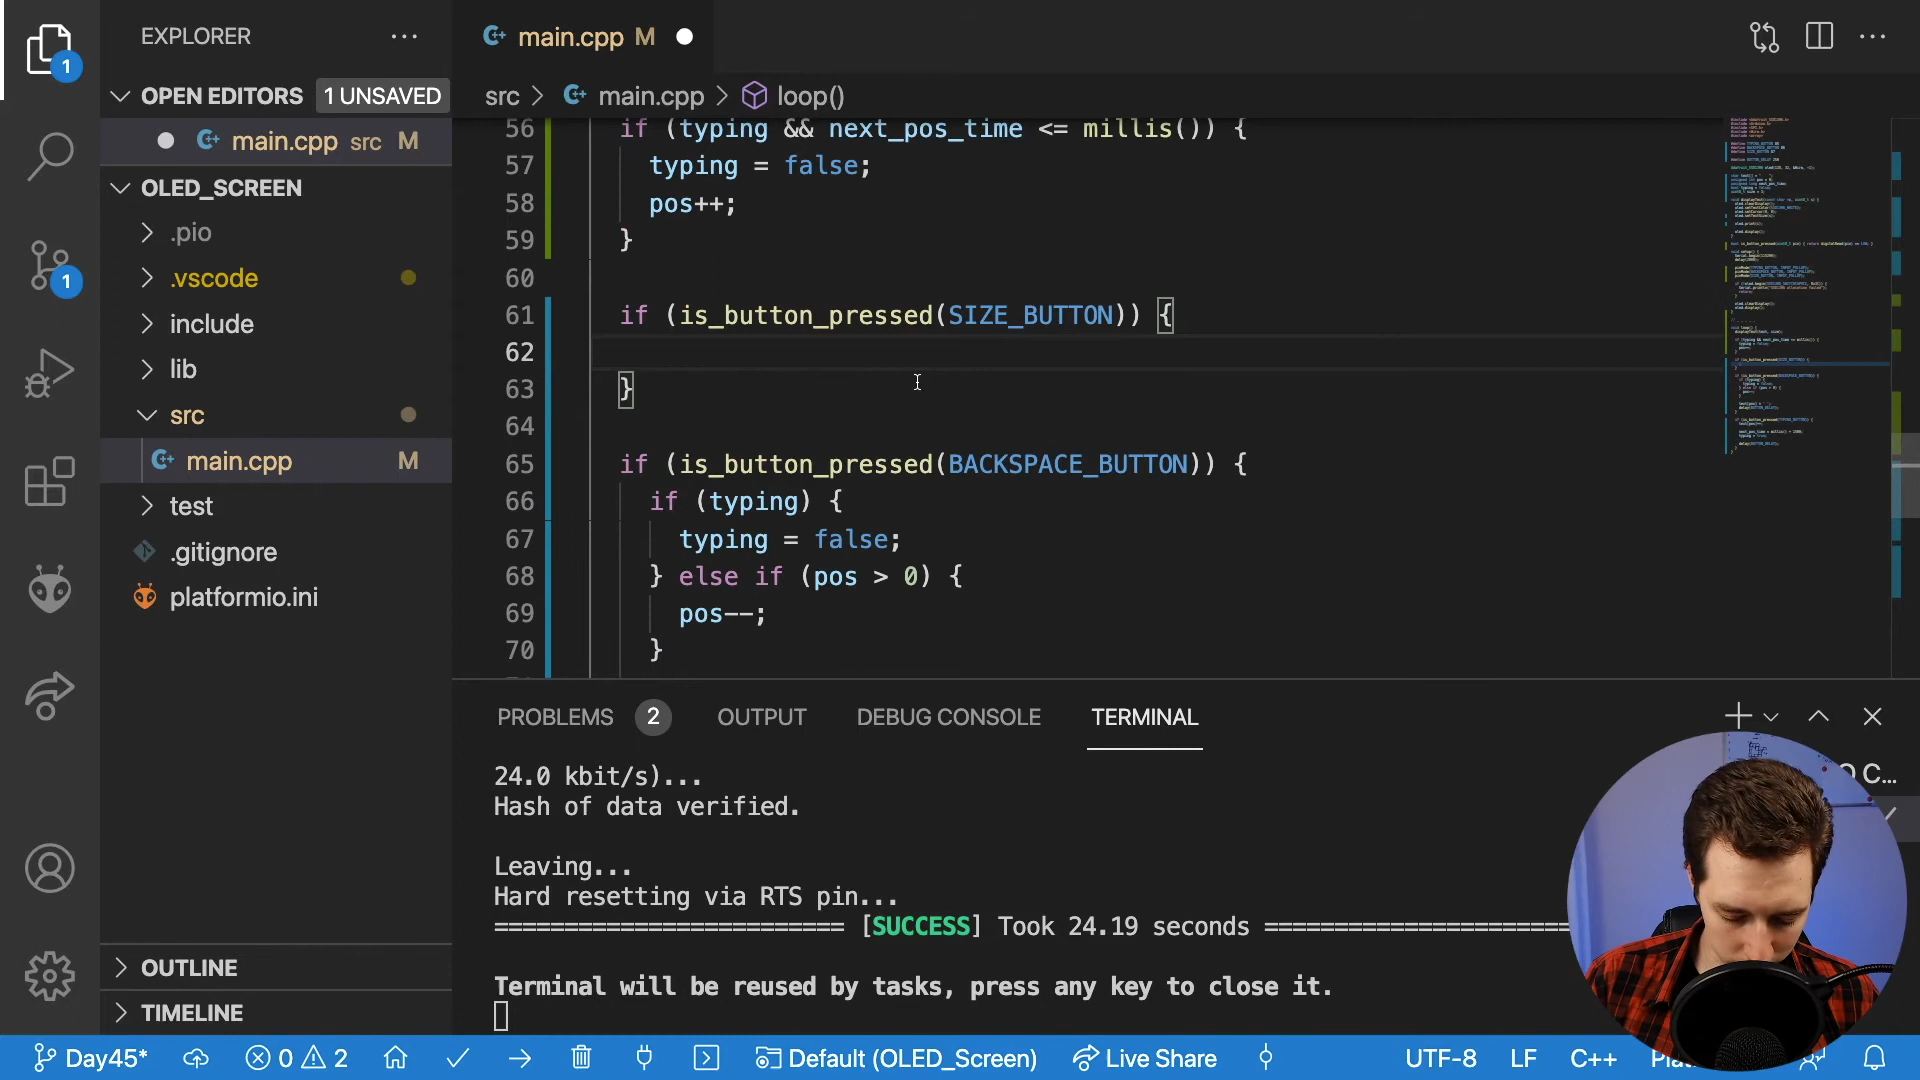 EXPLORER
1
OPEN EDITORS 1 UNSAVED
main.cpp src M
OLED_SCREEN
.pio
.vscode
include
lib
src
main.cpp M
test
.gitignore
platformio.ini
OUTLINE
TIMELINE
1
main.cpp M
src > main.cpp > loop()
56 if (typing && next_pos_time <= millis()) {
57 typing = false;
58 pos++;
59 }
60
61 if (is_button_pressed(SIZE_BUTTON)) {
62
63 }
64
65 if (is_button_pressed(BACKSPACE_BUTTON)) {
66 if (typing) {
67 typing = false;
68 } else if (pos > 0) {
69 pos--;
70 }
PROBLEMS 2 OUTPUT DEBUG CONSOLE TERMINAL
24.0 kbit/s)...
Hash of data verified.
Leaving...
Hard resetting via RTS pin...
========================= [SUCCESS] Took 24.19 seconds ======================
Terminal will be reused by tasks, press any key to close it.
Day45* 0 2 Default (OLED_Screen) Live Share UTF-8 LF C++